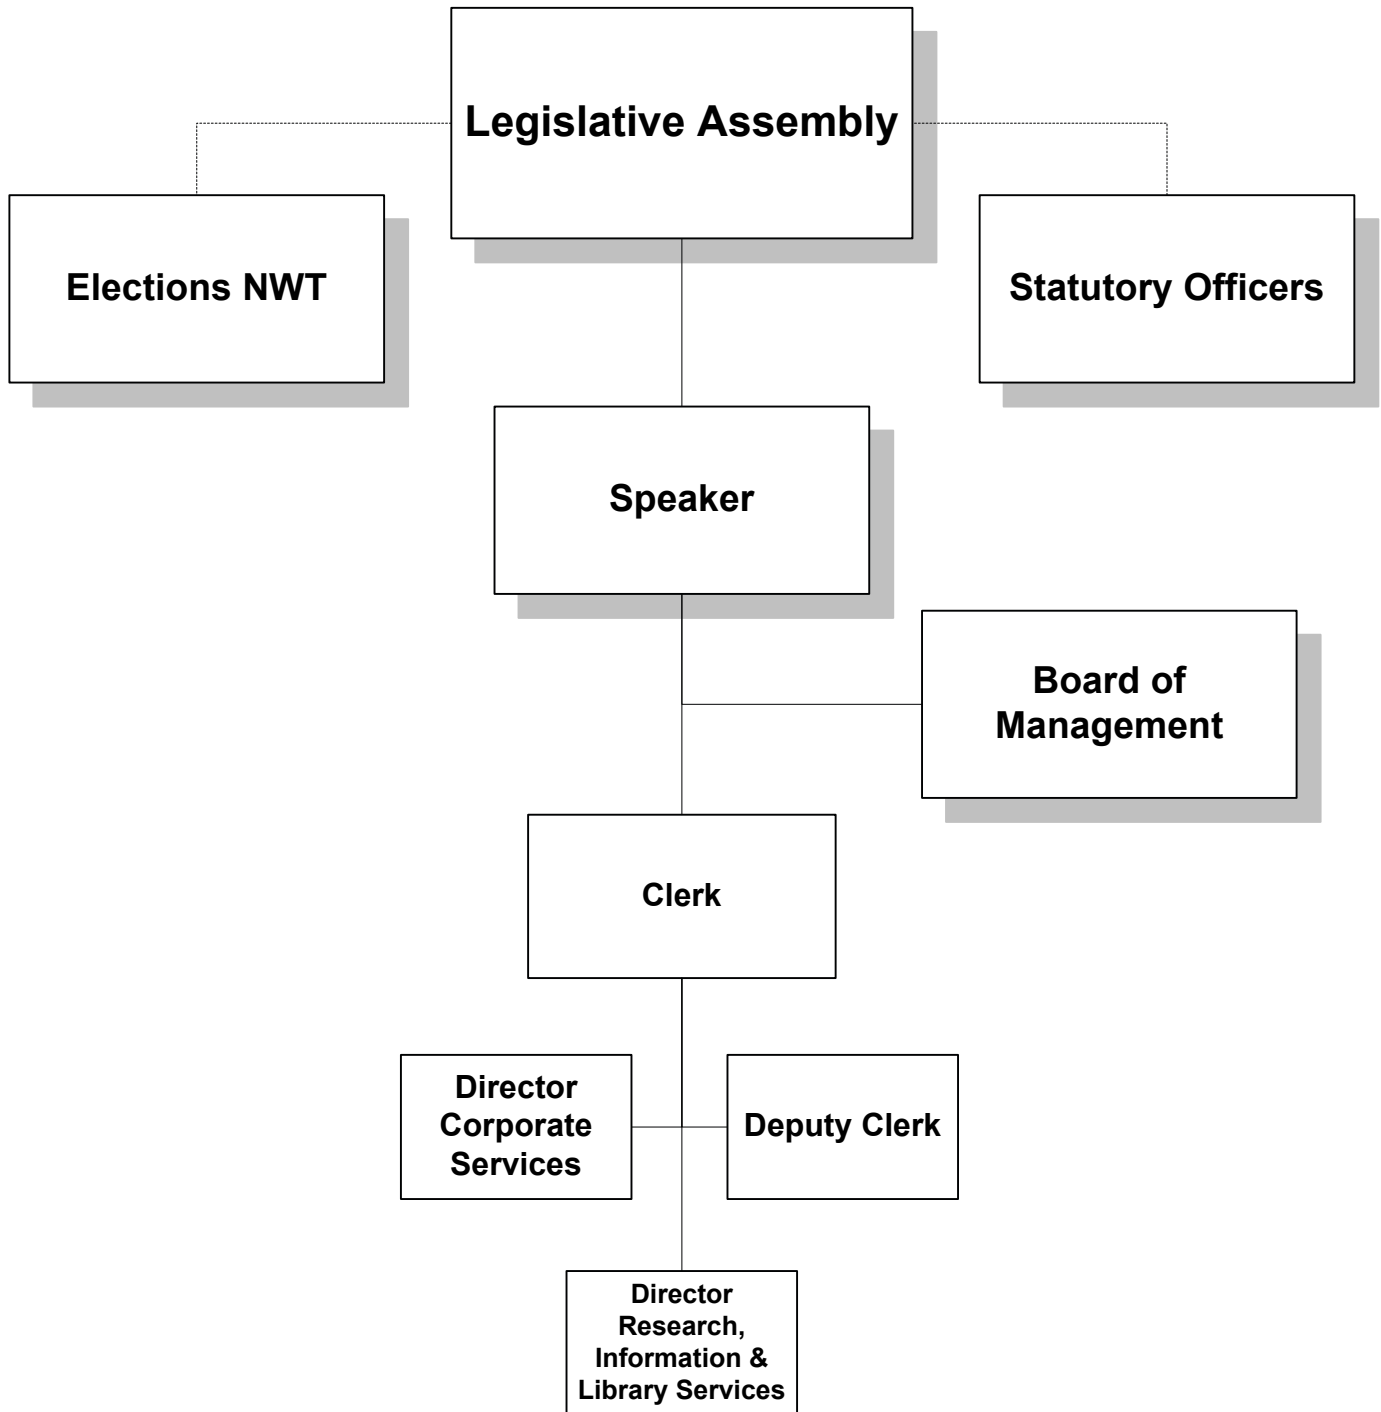 Legislative Assembly
Elections NWT
Statutory Officers
Speaker
Board of
Management
Clerk
Director
Corporate
Services
Deputy Clerk
Director
Research,
Information &
Library Services